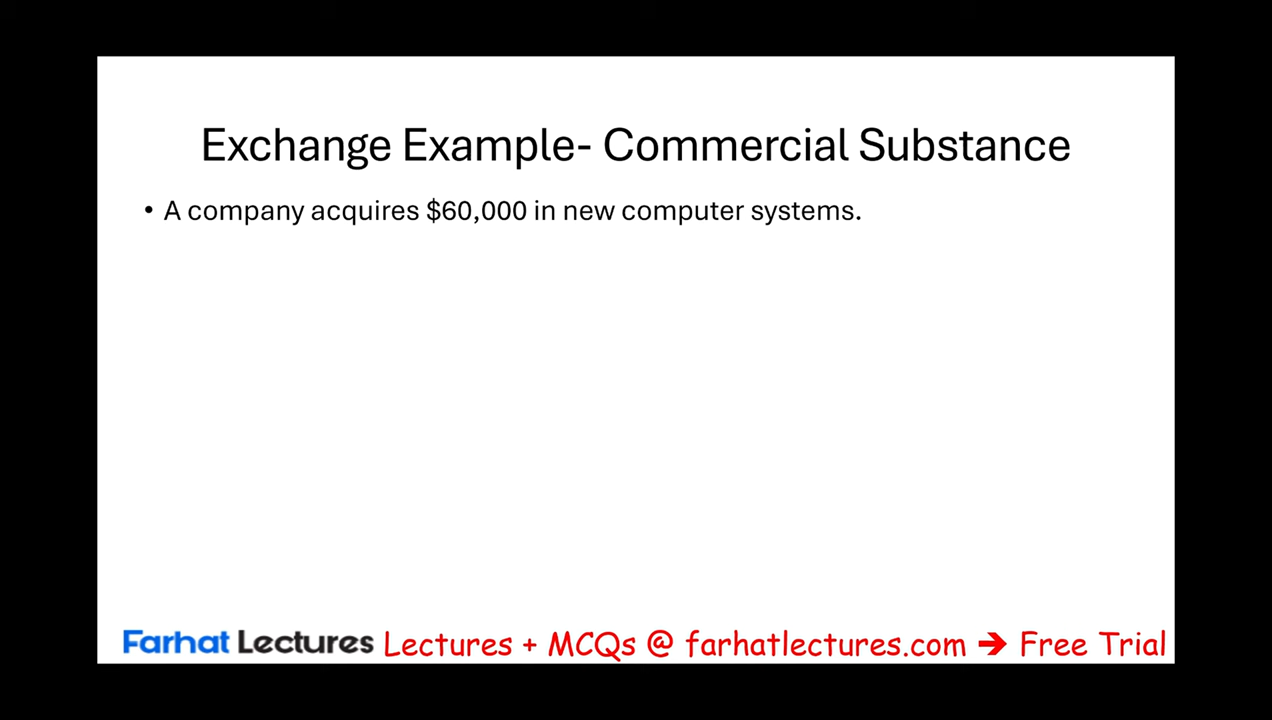 Exchange Example- Commercial Substance
• A company acquires $60,000 in new computer systems.
Farhat Lectures Lectures + MCQs @ farhatlectures.com → Free Trial